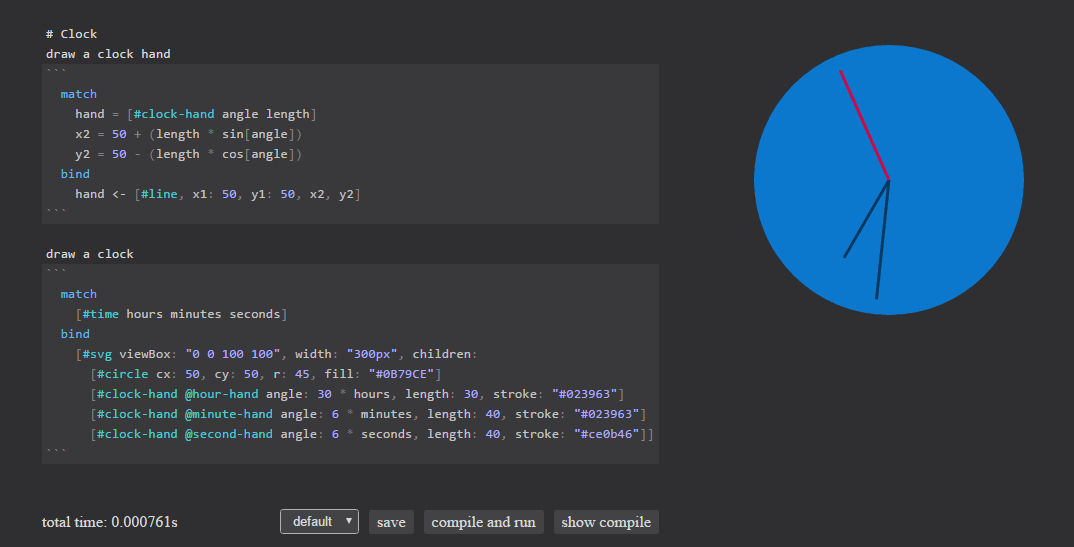 # Clock
draw a clock hand
```
match
hand = [#clock-hand angle length]
x2 = 50 + (length * sin[angle])
y2 = 50 - (length * cos[angle])
bind
hand <- [#line, x1: 50, y1: 50, x2, y2]
```
draw a clock
```
match
[#time hours minutes seconds]
bind
[#svg viewBox: "0 0 100 100", width: "300px", children:
[#circle cx: 50, cy: 50, r: 45, fill: "#0B79CE"]
[#clock-hand @hour-hand angle: 30 * hours, length: 30, stroke: "#023963"]
[#clock-hand @minute-hand angle: 6 * minutes, length: 40, stroke: "#023963"]
[#clock-hand @second-hand angle: 6 * seconds, length: 40, stroke: "#ce0b46"]]
```
total time: 0.000761s default ▼ save compile and run show compile